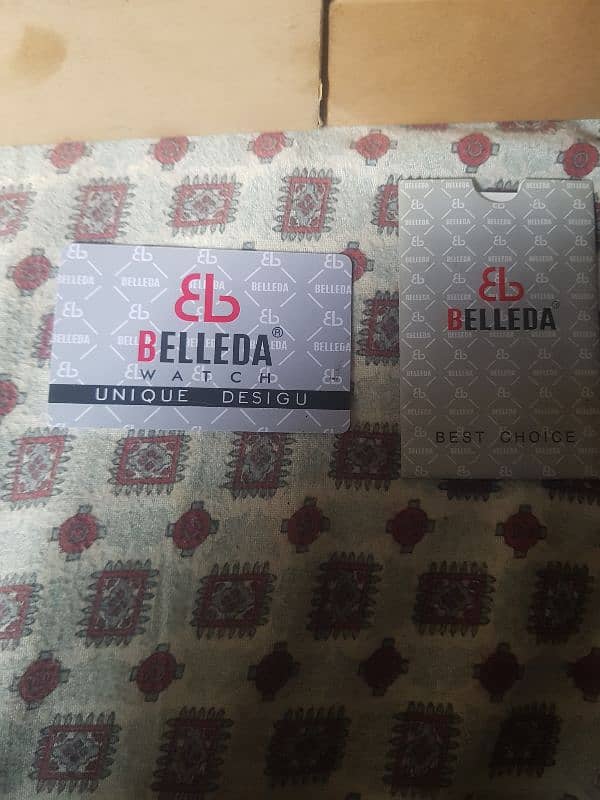 BELLEDA®
WATCH
UNIQUE DESIGU
BELLEDA®
BEST CHOICE